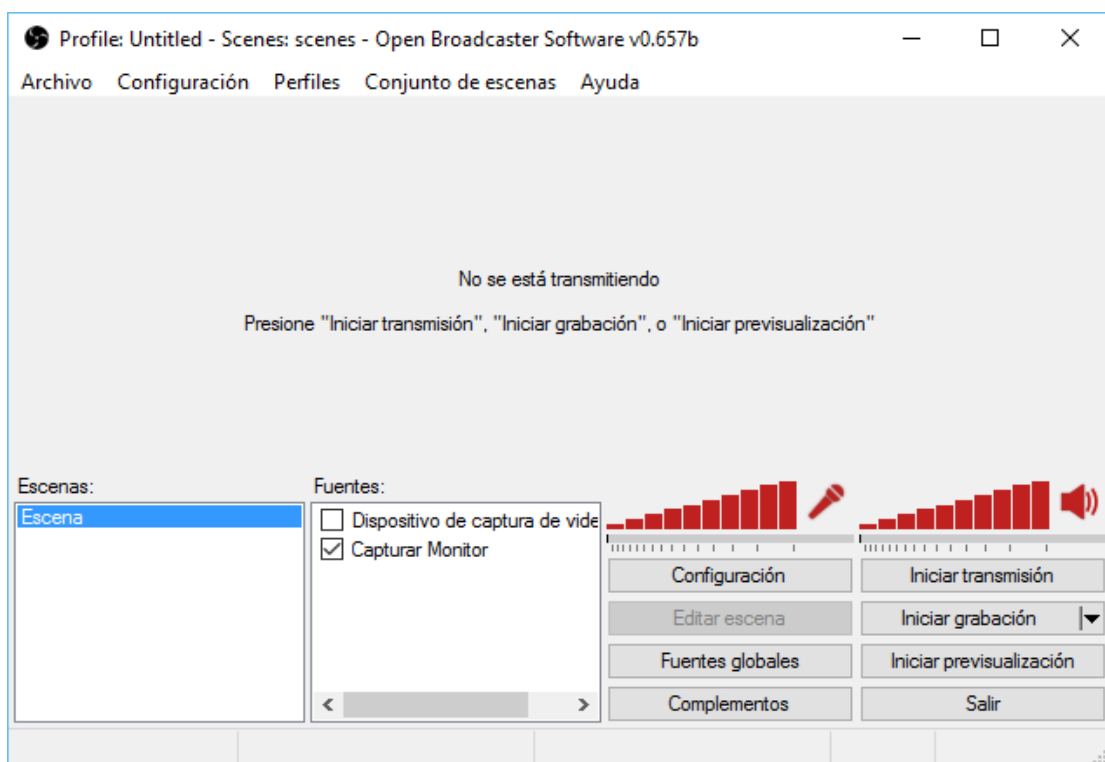 Profile: Untitled - Scenes: scenes - Open Broadcaster Software v0.657b
Archivo Configuración Perfiles Conjunto de escenas Ayuda
No se está transmitiendo
Presione "Iniciar transmisión", "Iniciar grabación", o "Iniciar previsualización"
Escenas:
Escena
Fuentes:
Dispositivo de captura de vide
Capturar Monitor
Configuración
Iniciar transmisión
Editar escena
Iniciar grabación
Fuentes globales
Iniciar previsualización
Complementos
Salir